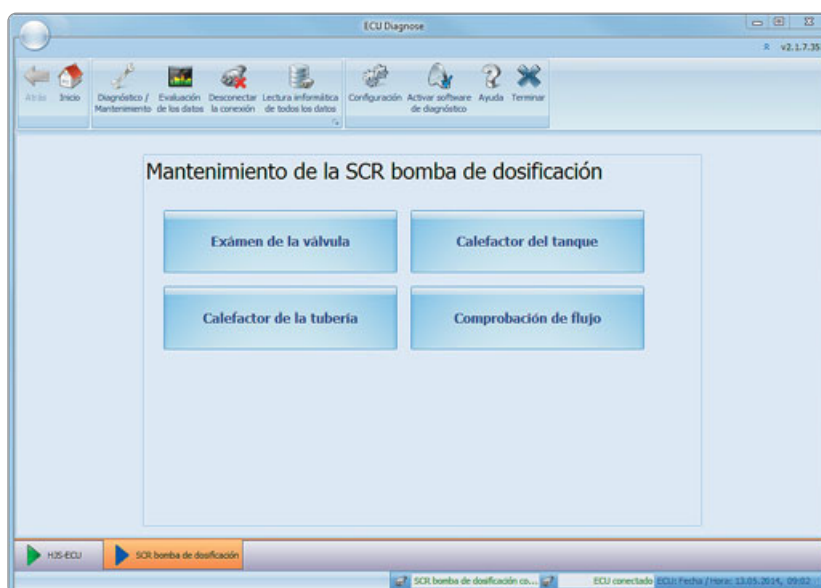 ECU Diagnose
v2.1.7.35
Atrás
Inicio
Diagnóstico /
Mantenimiento
Evaluación
de los datos
Desconectar
la conexión
Lectura informática
de todos los datos
Configuración
Activar software
de diagnóstico
Ayuda
Terminar
Mantenimiento de la SCR bomba de dosificación
Exámen de la válvula
Calefactor del tanque
Calefactor de la tubería
Comprobación de flujo
HJS-ECU
SCR bomba de dosificación
SCR bomba de dosificación co...
ECU conectado
ECU: Fecha / Hora: 13.05.2014, 09:02